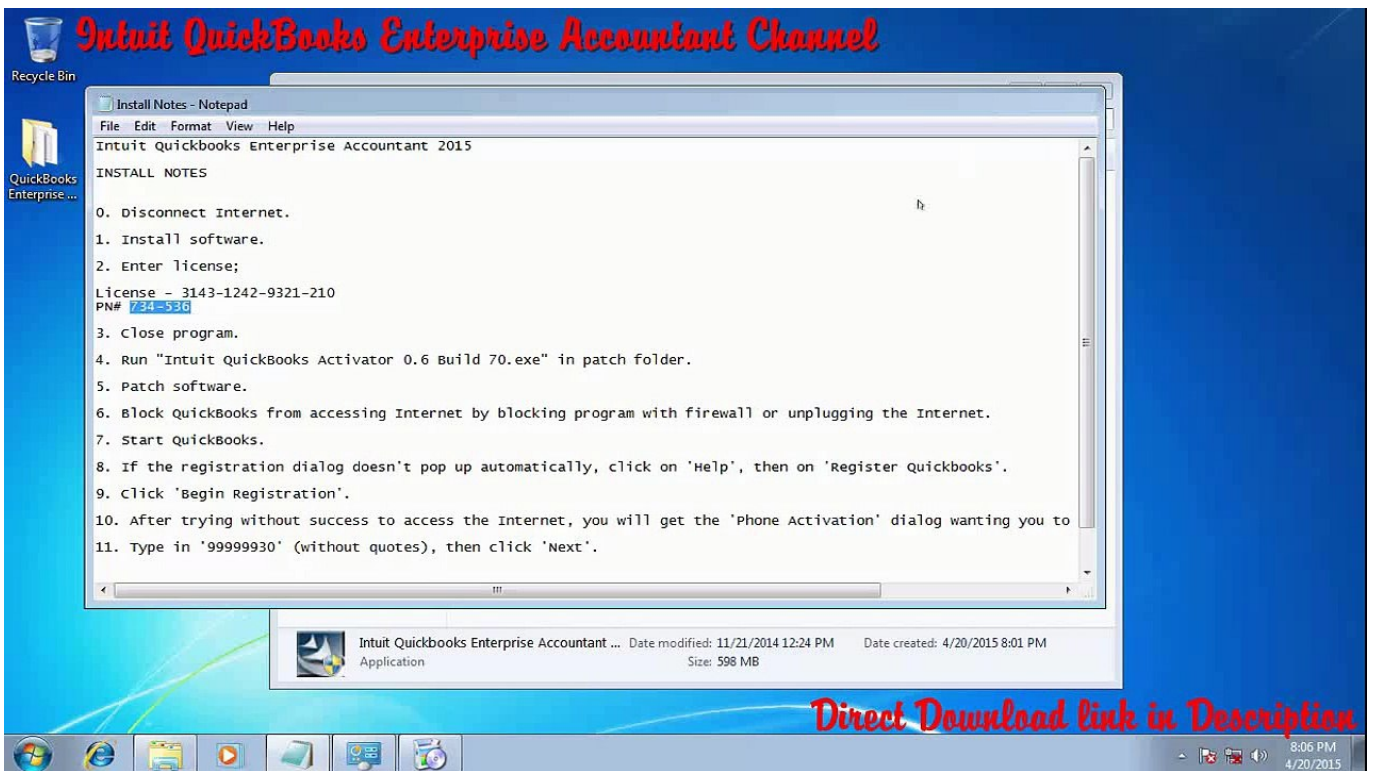 Intuit QuickBooks Enterprise Accountant Channel
Recycle Bin
Install Notes - Notepad
File Edit Format View Help
Intuit Quickbooks Enterprise Accountant 2015
QuickBooks
Enterprise ...
INSTALL NOTES
0. Disconnect Internet.
1. Install software.
2. Enter license;
License - 3143-1242-9321-210
PN# 734-536
3. Close program.
4. Run "Intuit QuickBooks Activator 0.6 Build 70.exe" in patch folder.
5. Patch software.
6. Block QuickBooks from accessing Internet by blocking program with firewall or unplugging the Internet.
7. Start QuickBooks.
8. If the registration dialog doesn't pop up automatically, click on 'Help', then on 'Register Quickbooks'.
9. Click 'Begin Registration'.
10. After trying without success to access the Internet, you will get the 'Phone Activation' dialog wanting you to
11. Type in '99999930' (without quotes), then click 'Next'.
Intuit Quickbooks Enterprise Accountant ... Date modified: 11/21/2014 12:24 PM Date created: 4/20/2015 8:01 PM
Application Size: 598 MB
Direct Download link in Description
8:06 PM
4/20/2015